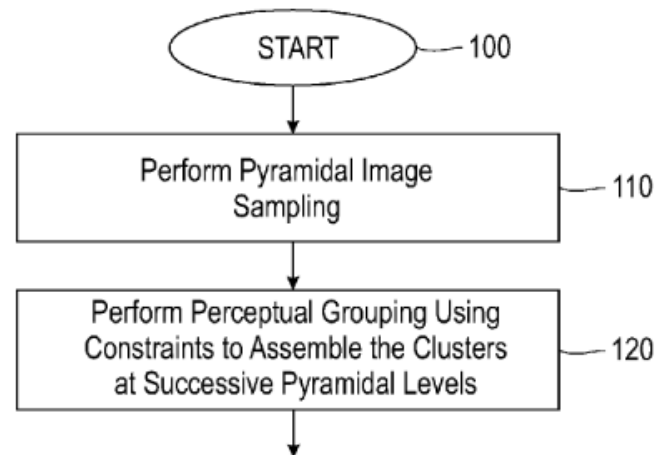 START
100
Perform Pyramidal Image
Sampling
110
Perform Perceptual Grouping Using
Constraints to Assemble the Clusters
at Successive Pyramidal Levels
120